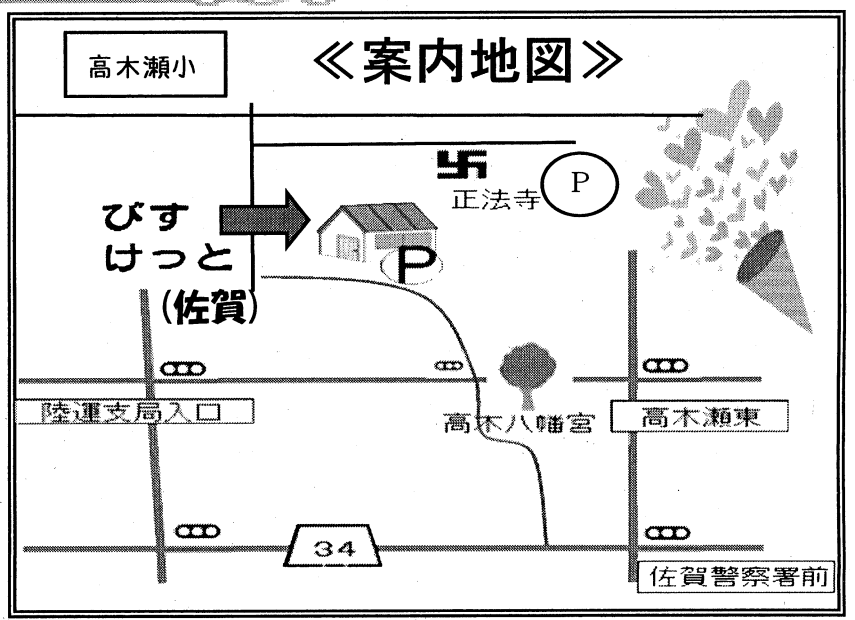 高木瀬小
≪案内地図≫
卐
P
正法寺
びす
けっと
(佐賀)
P
陸運支局入口
高木八幡宮
高木瀬東
34
佐賀警察署前